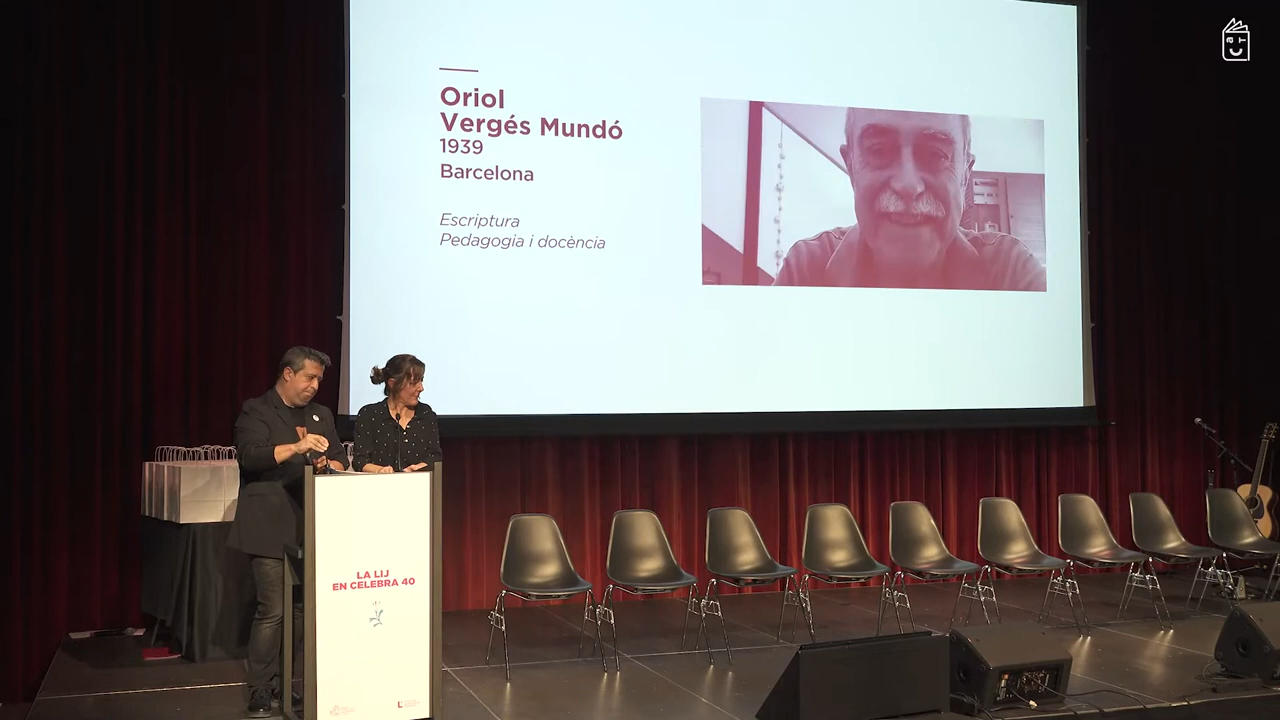 Oriol
Vergés Mundó
1939
Barcelona
Escriptura
Pedagogia i docència
LA LIJ
EN CELEBRA 40